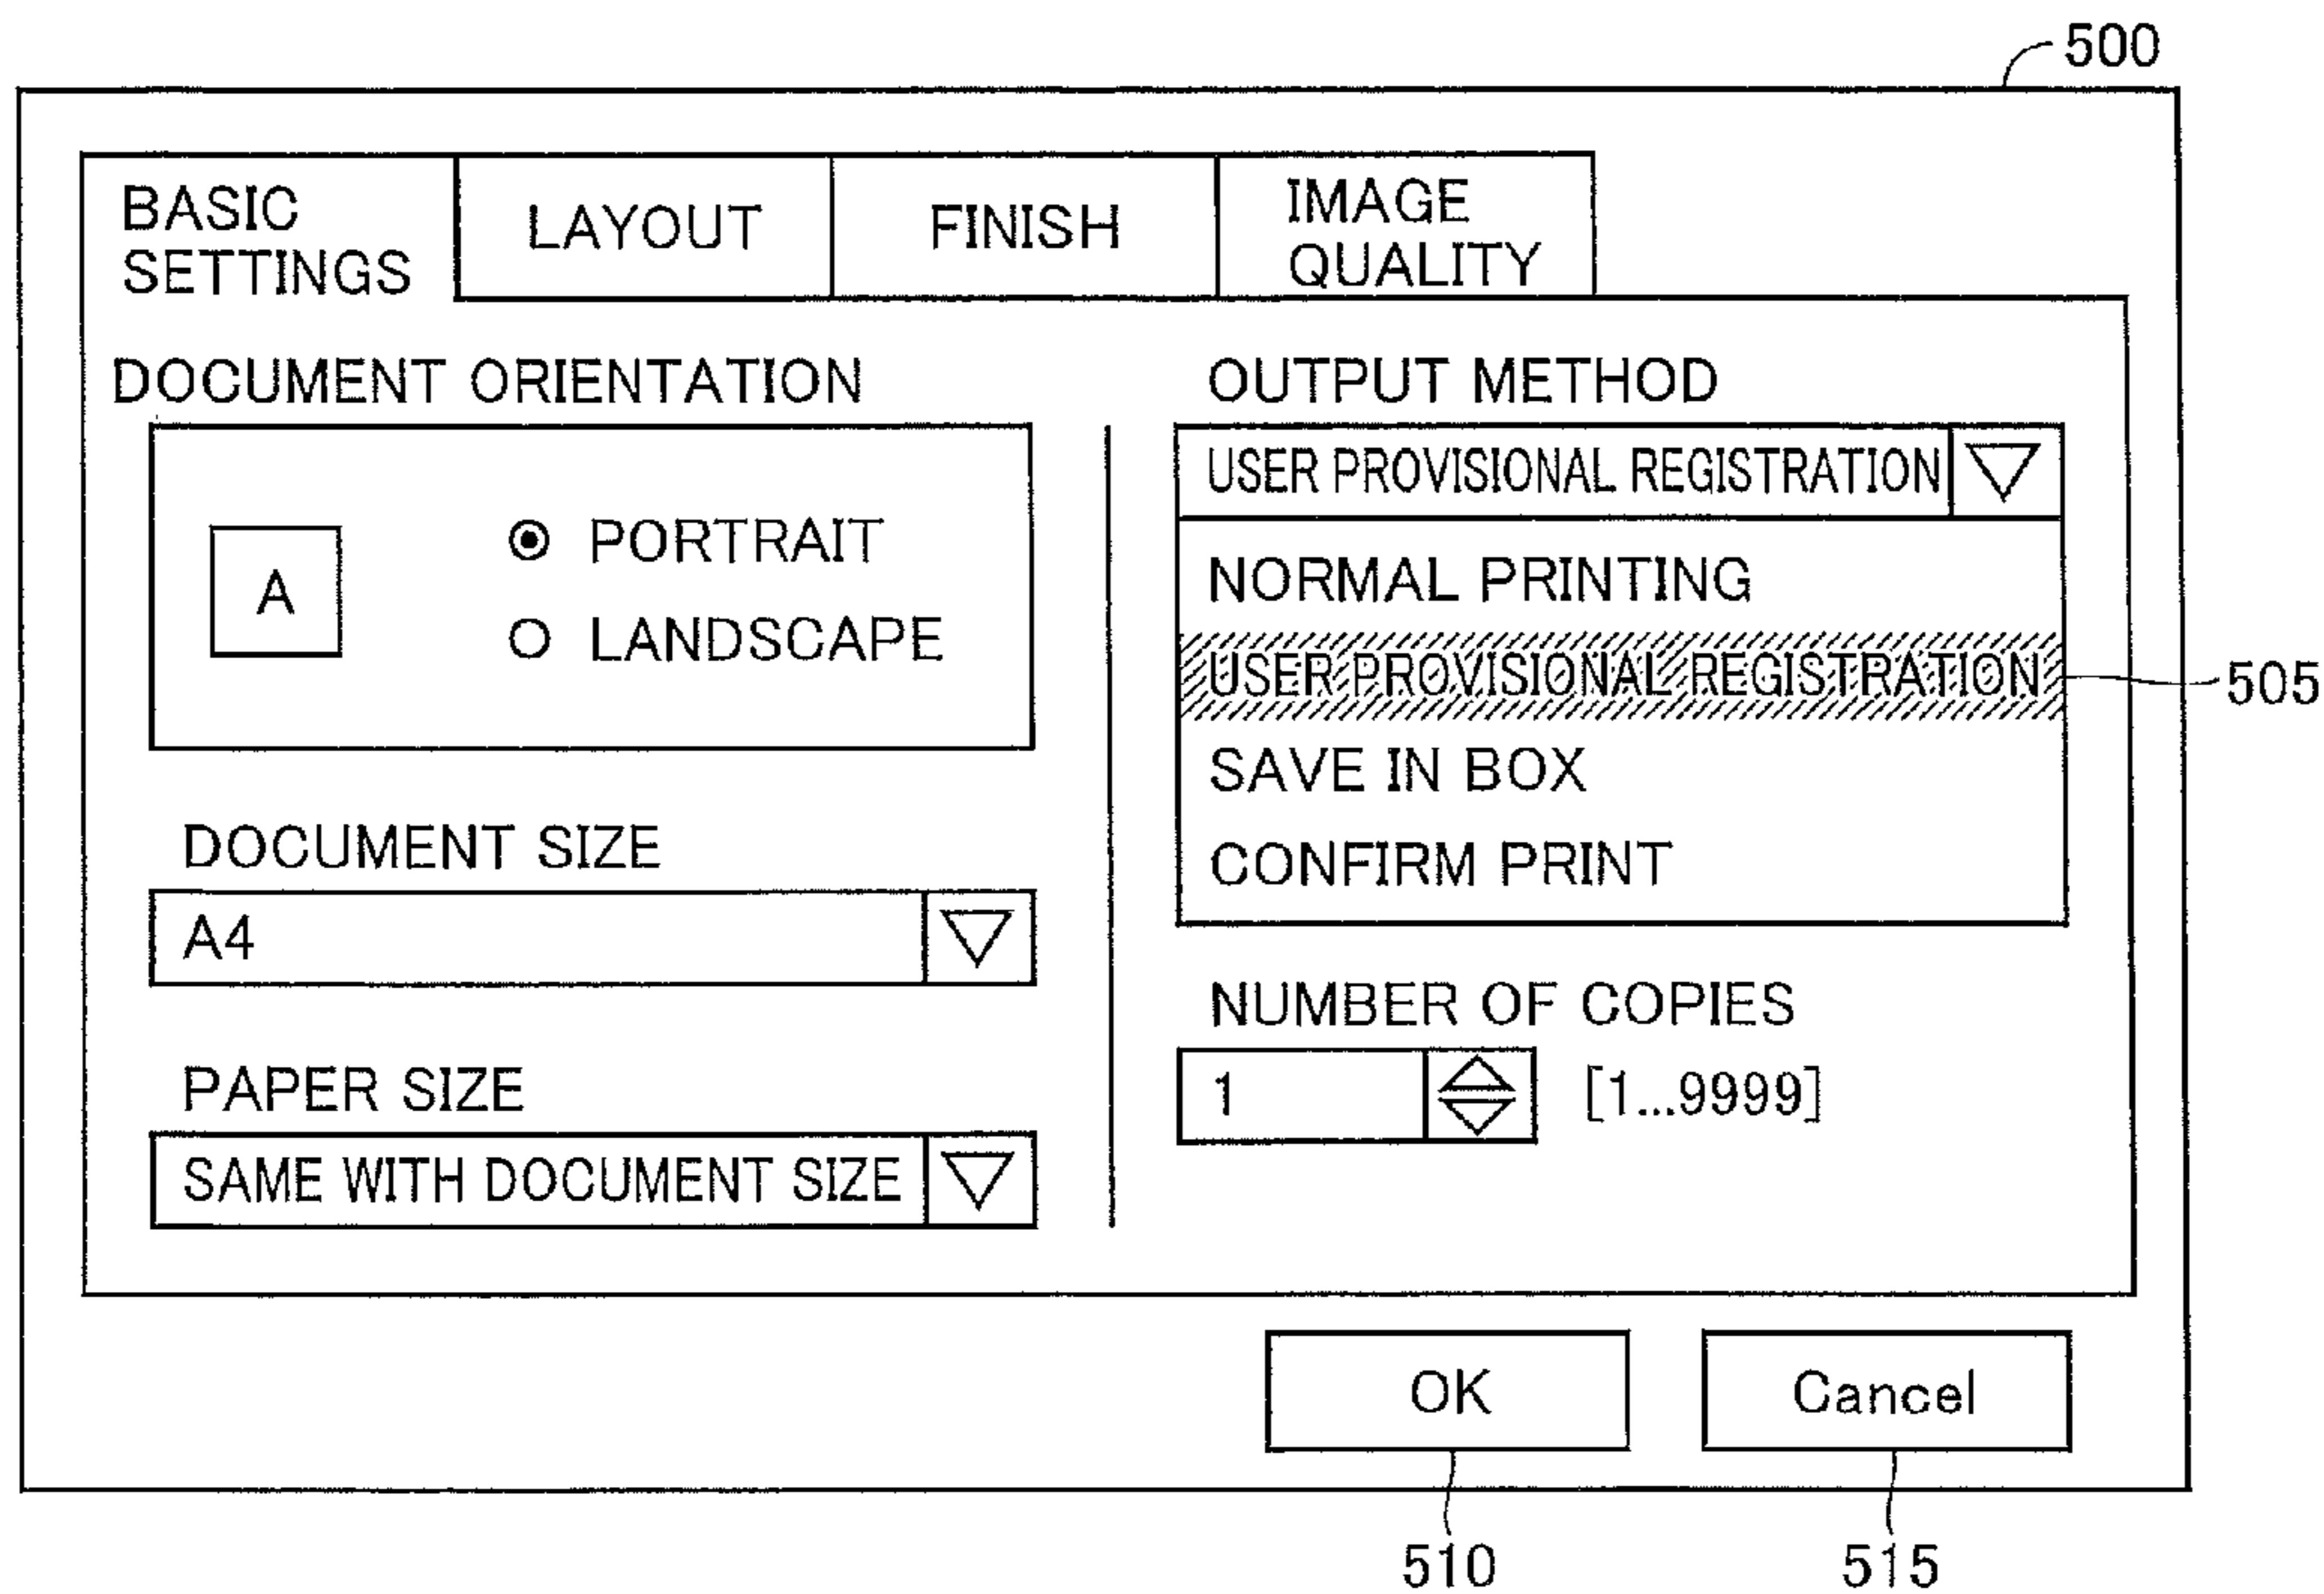 500
BASIC
SETTINGS
LAYOUT
FINISH
IMAGE
QUALITY
DOCUMENT ORIENTATION
A
PORTRAIT
LANDSCAPE
DOCUMENT SIZE
A4
PAPER SIZE
SAME WITH DOCUMENT SIZE
OUTPUT METHOD
USER PROVISIONAL REGISTRATION
NORMAL PRINTING
USER PROVISIONAL REGISTRATION
505
SAVE IN BOX
CONFIRM PRINT
NUMBER OF COPIES
1 [1...9999]
OK
Cancel
510
515